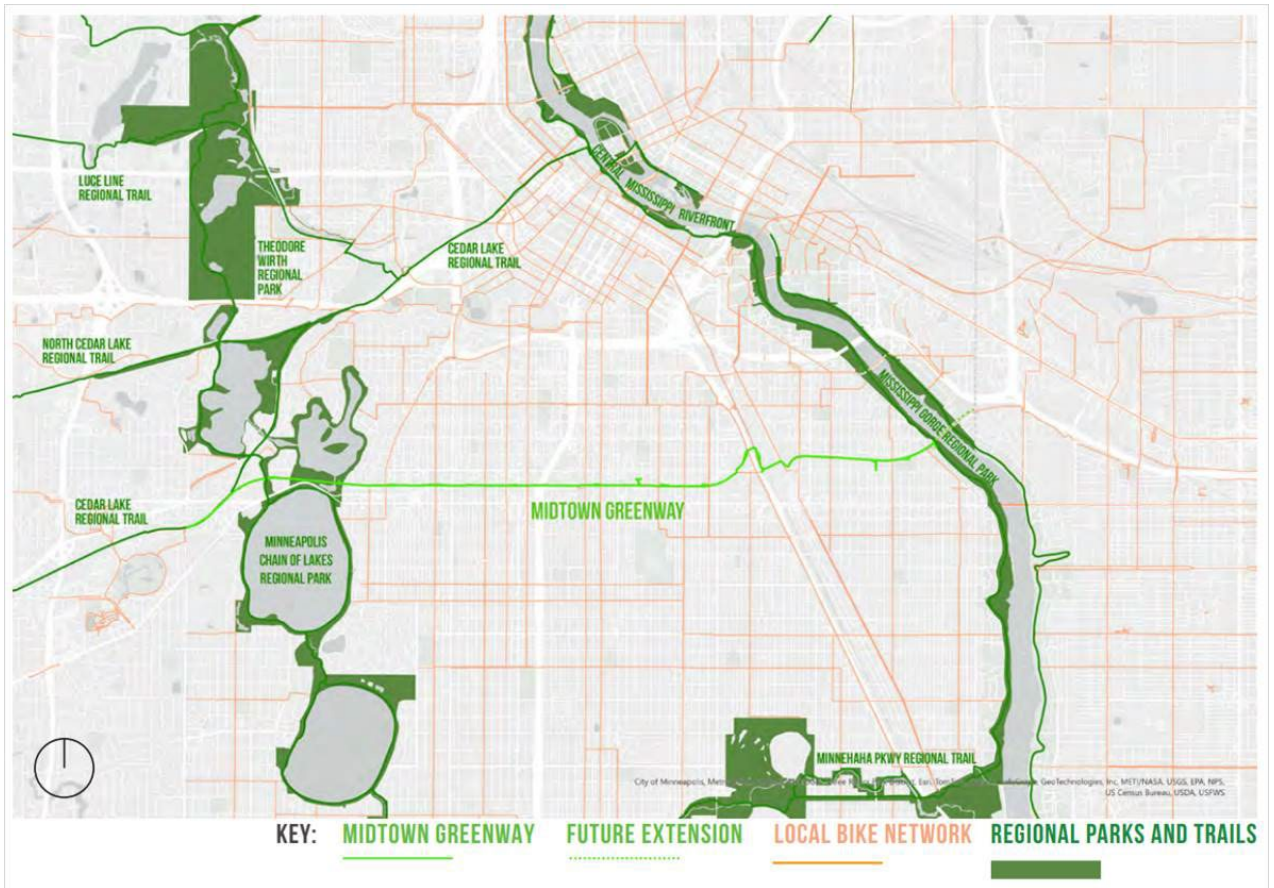 LUCE LINE
REGIONAL TRAIL
THEODORE
WIRTH
REGIONAL
PARK
CEDAR LAKE
REGIONAL TRAIL
CENTRAL MISSISSIPPI RIVERFRONT
NORTH CEDAR LAKE
REGIONAL TRAIL
MISSISSIPPI GORGE REGIONAL PARK
CEDAR LAKE
REGIONAL TRAIL
MIDTOWN GREENWAY
MINNEAPOLIS
CHAIN OF LAKES
REGIONAL PARK
MINNEHAHA PKWY REGIONAL TRAIL
City of Minneapolis, GeoTechnologies, Inc, METI/NASA, USGS, EPA, NPS,
US Census Bureau, USDA, USFWS
KEY: MIDTOWN GREENWAY FUTURE EXTENSION LOCAL BIKE NETWORK REGIONAL PARKS AND TRAILS